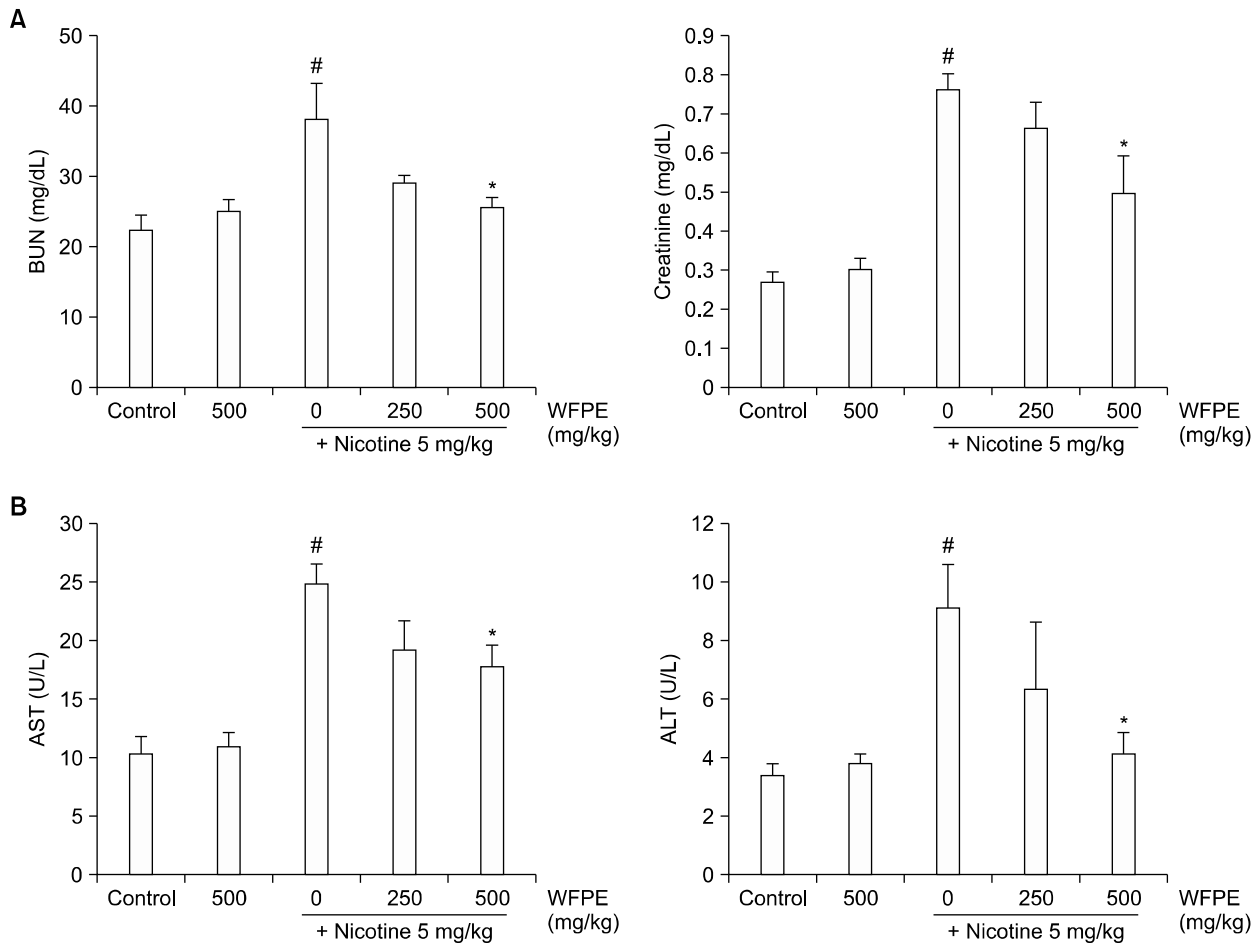 A
50
40
30
20
10
0
BUN (mg/dL)
#
*
Control 500 0 250 500 WFPE
(mg/kg)
+ Nicotine 5 mg/kg
0.9
0.8
0.7
0.6
0.5
0.4
0.3
0.2
0.1
0
Creatinine (mg/dL)
#
*
Control 500 0 250 500 WFPE
(mg/kg)
+ Nicotine 5 mg/kg
B
30
25
20
15
10
5
0
AST (U/L)
#
*
Control 500 0 250 500 WFPE
(mg/kg)
+ Nicotine 5 mg/kg
12
10
8
6
4
2
0
ALT (U/L)
#
*
Control 500 0 250 500 WFPE
(mg/kg)
+ Nicotine 5 mg/kg